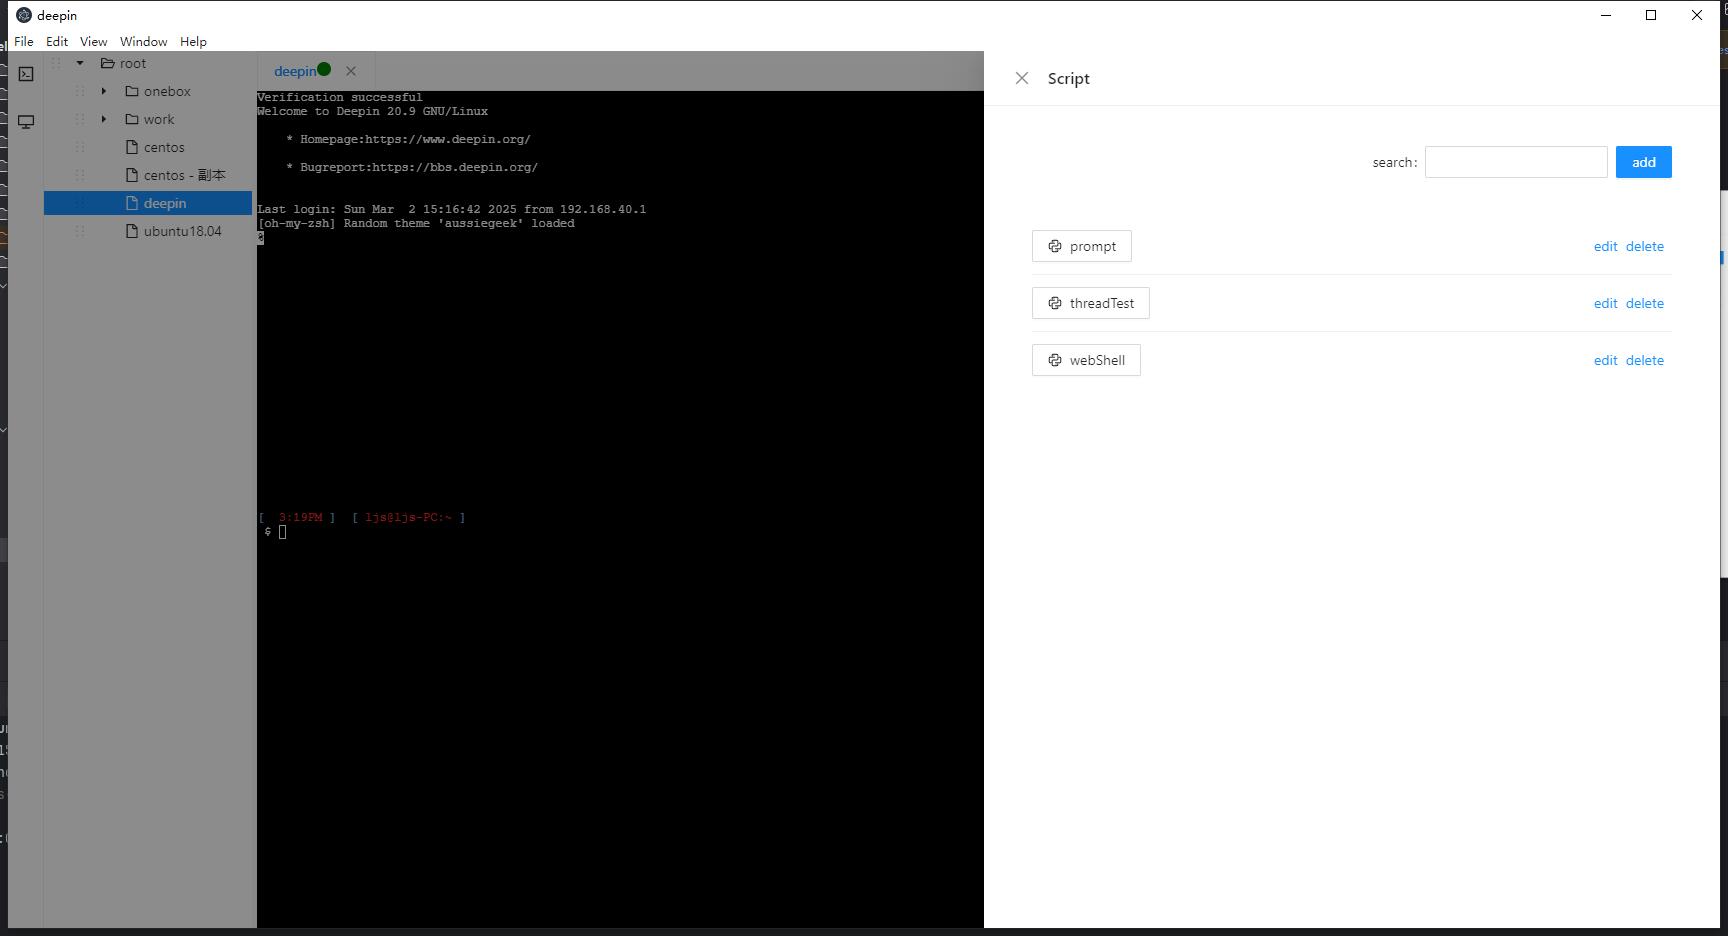 deepin
File Edit View Window Help
root
onebox
work
centos
centos - 副本
deepin
ubuntu18.04
deepin
Verification successful
Welcome to Deepin 20.9 GNU/Linux
* Homepage:https://www.deepin.org/
* Bugreport:https://bbs.deepin.org/
Last login: Sun Mar  2 15:16:42 2025 from 192.168.40.1
[oh-my-zsh] Random theme 'aussiegeek' loaded
%
[  3:19PM ]  [ ljs@ljs-PC:~ ]
$
Script
search:
add
prompt edit delete
threadTest edit delete
webShell edit delete